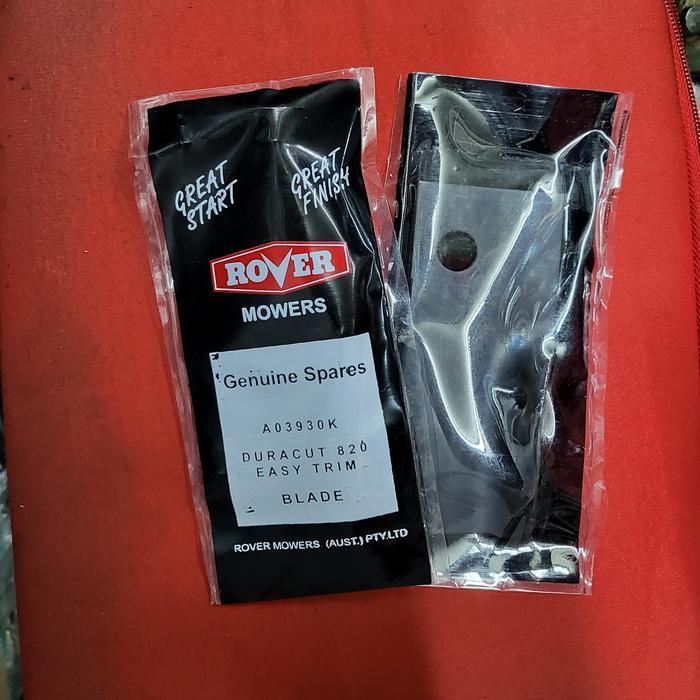 GREAT
START
GREAT
FINISH
ROVER
MOWERS
Genuine Spares
A03930K
DURACUT 820
EASY TRIM
BLADE
ROVER MOWERS (AUST.) PTY.LTD